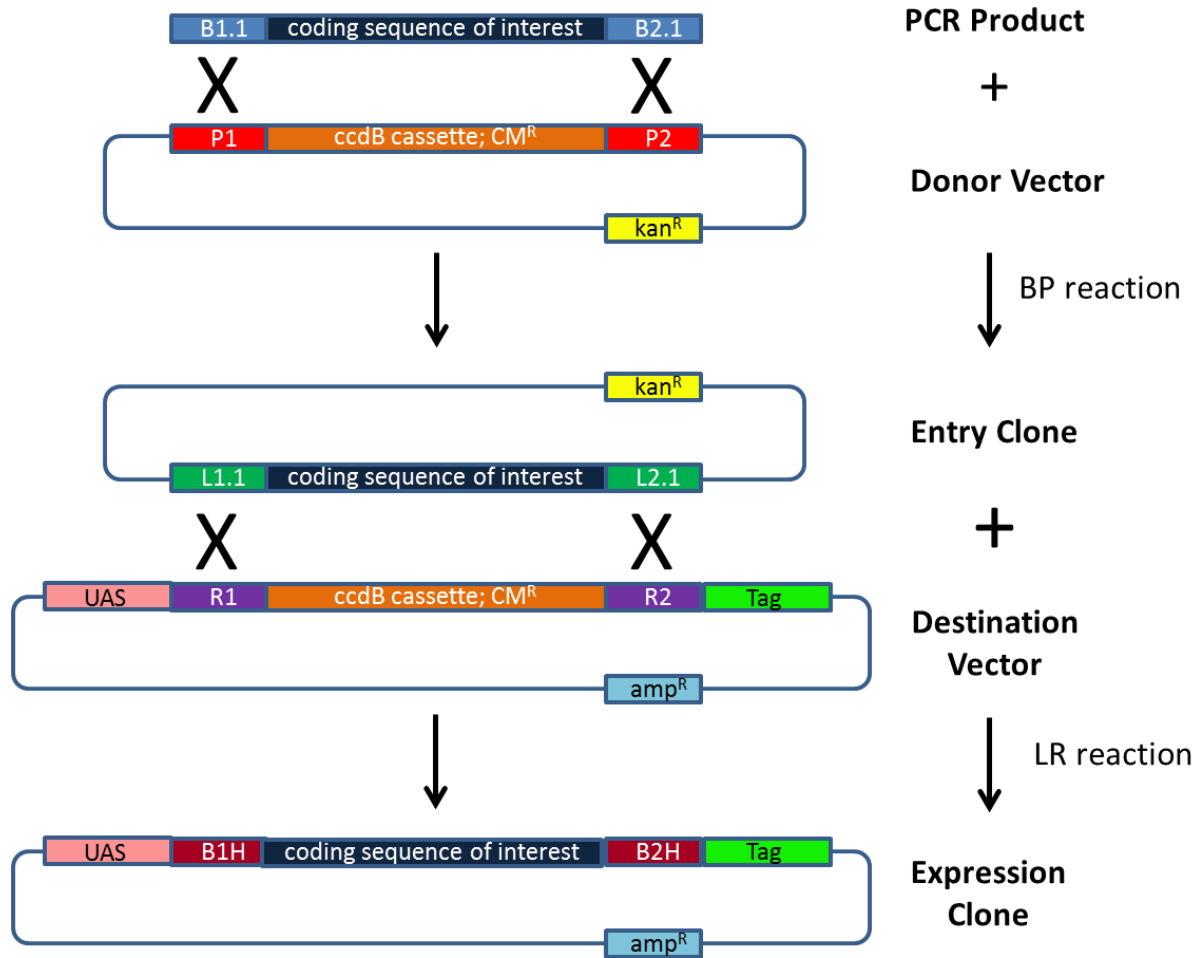 B1.1 coding sequence of interest B2.1 PCR Product
X X +
P1 ccdB cassette; CMᴿ P2
Donor Vector
kanᴿ
BP reaction
kanᴿ
Entry Clone
L1.1 coding sequence of interest L2.1
X X +
UAS R1 ccdB cassette; CMᴿ R2 Tag
Destination
Vector
ampᴿ
LR reaction
UAS B1H coding sequence of interest B2H Tag
Expression
Clone
ampᴿ